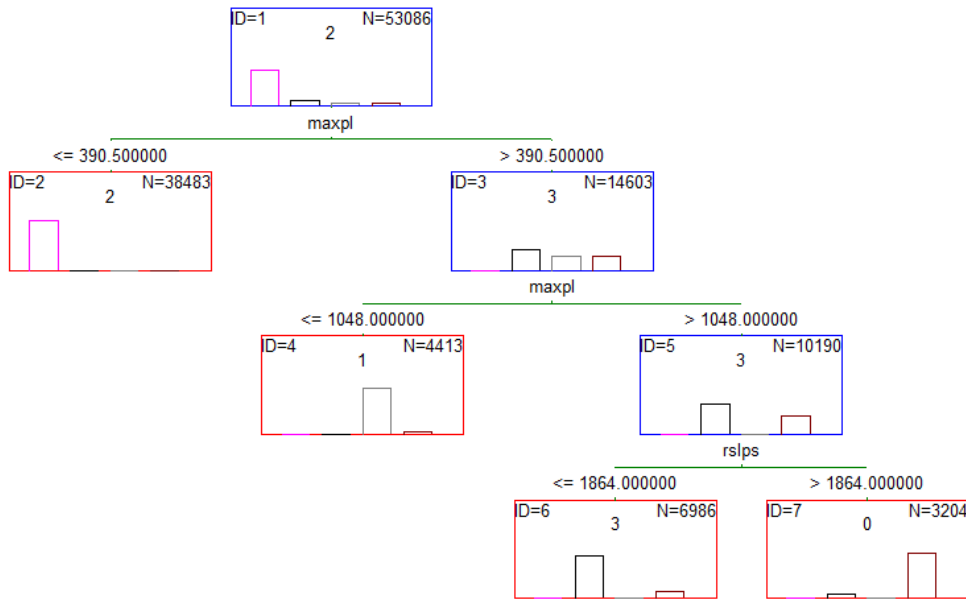 ID=1 N=53086
2
maxpl
<= 390.500000 > 390.500000
ID=2 N=38483 ID=3 N=14603
2 3
maxpl
<= 1048.000000 > 1048.000000
ID=4 N=4413 ID=5 N=10190
1 3
rslps
<= 1864.000000 > 1864.000000
ID=6 N=6986 ID=7 N=3204
3 0